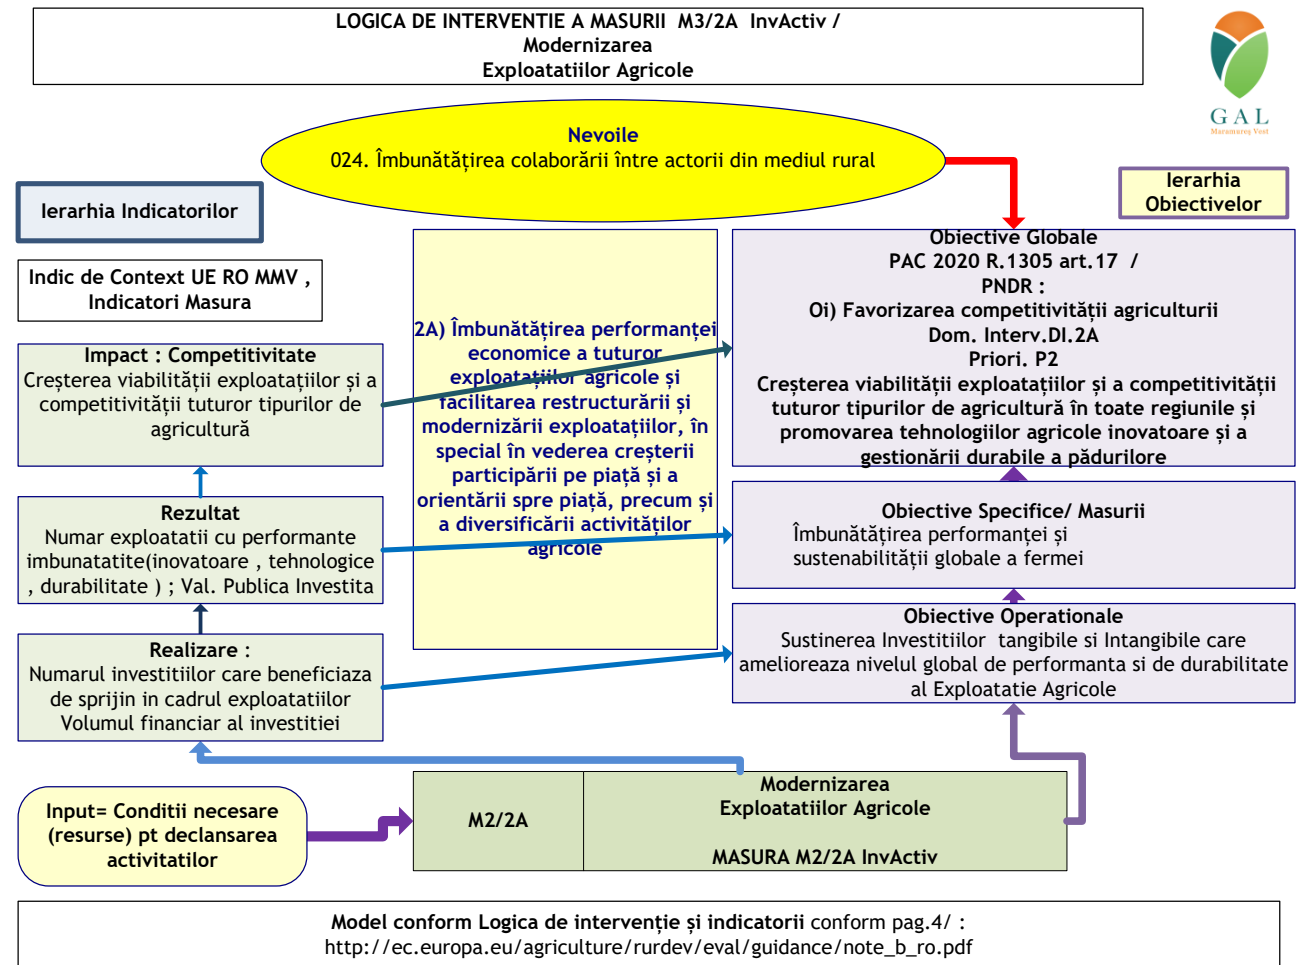 LOGICA DE INTERVENTIE A MASURII M3/2A InvActiv /
Modernizarea
Exploatatiilor Agricole
GAL
Maramureș Vest
Nevoile
024. Îmbunătățirea colaborării între actorii din mediul rural
Ierarhia Indicatorilor
Ierarhia
Obiectivelor
Indic de Context UE RO MMV ,
Indicatori Masura
Impact : Competitivitate
Creșterea viabilității exploatațiilor și a
competitivității tuturor tipurilor de
agricultură
Rezultat
Numar exploatatii cu performante
imbunatatite(inovatoare , tehnologice
, durabilitate ) ; Val. Publica Investita
Realizare :
Numarul investitiilor care beneficiaza
de sprijin in cadrul exploatatiilor
Volumul financiar al investitiei
2A) Îmbunătățirea performanței
economice a tuturor
exploatațiilor agricole și
facilitarea restructurării și
modernizării exploatațiilor, în
special în vederea creșterii
participării pe piață și a
orientării spre piață, precum și
a diversificării activităților
agricole
Obiective Globale
PAC 2020 R.1305 art.17 /
PNDR :
Oi) Favorizarea competitivității agriculturii
Dom. Interv.DI.2A
Priori. P2
Creșterea viabilității exploatațiilor și a competitivității
tuturor tipurilor de agricultură în toate regiunile și
promovarea tehnologiilor agricole inovatoare și a
gestionării durabile a pădurilore
Obiective Specifice/ Masurii
Îmbunătățirea performanței și
sustenabilității globale a fermei
Obiective Operationale
Sustinerea Investitiilor tangibile si Intangibile care
amelioreaza nivelul global de performanta si de durabilitate
al Exploatatie Agricole
Input= Conditii necesare
(resurse) pt declansarea
activitatilor
M2/2A
Modernizarea
Exploatatiilor Agricole
MASURA M2/2A InvActiv
Model conform Logica de intervenție și indicatorii conform pag.4/ :
http://ec.europa.eu/agriculture/rurdev/eval/guidance/note_b_ro.pdf